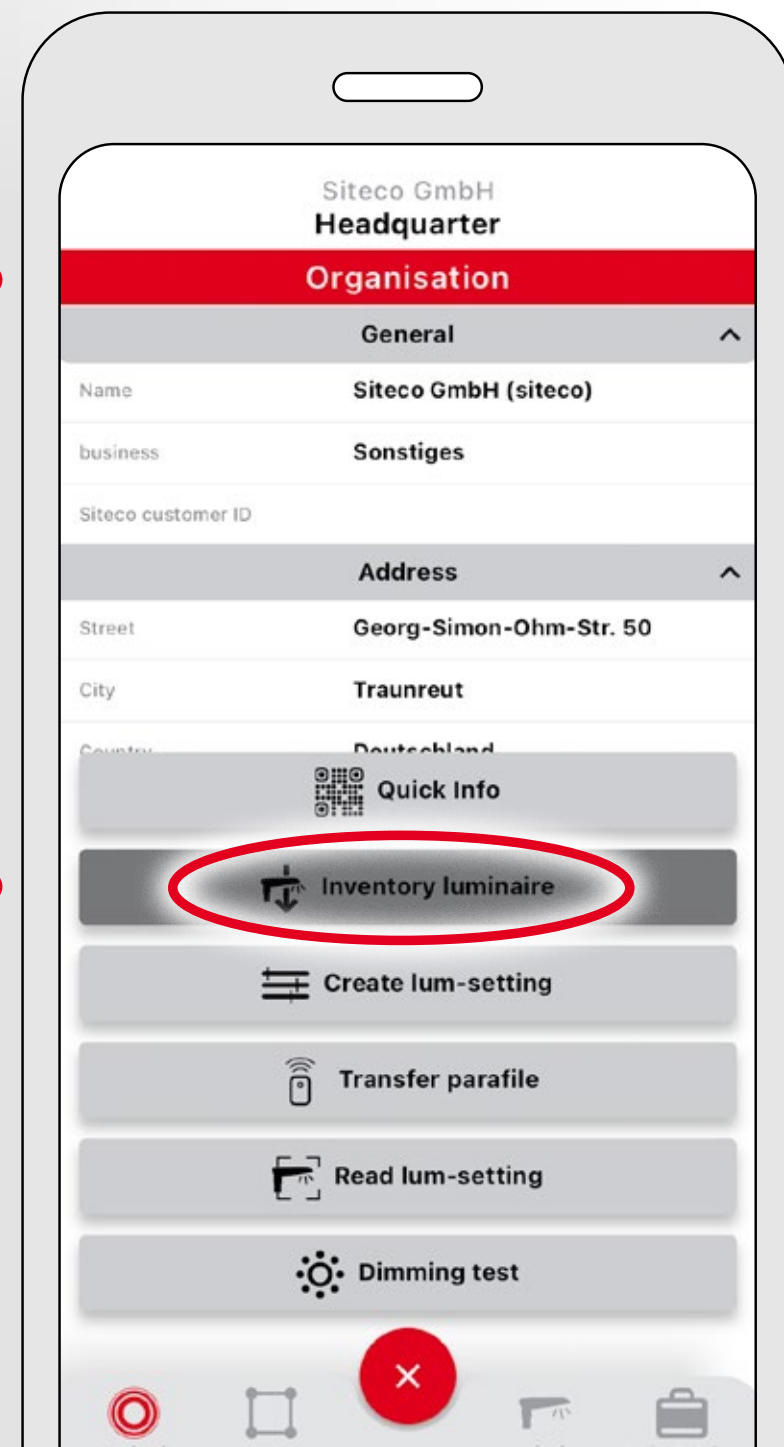 Siteco GmbH
Headquarter
Organisation
General
Name Siteco GmbH (siteco)
business Sonstiges
Siteco customer ID
Address
Street Georg-Simon-Ohm-Str. 50
City Traunreut
Country Deutschland
Quick Info
Inventory luminaire
Create lum-setting
Transfer parafile
Read lum-setting
Dimming test